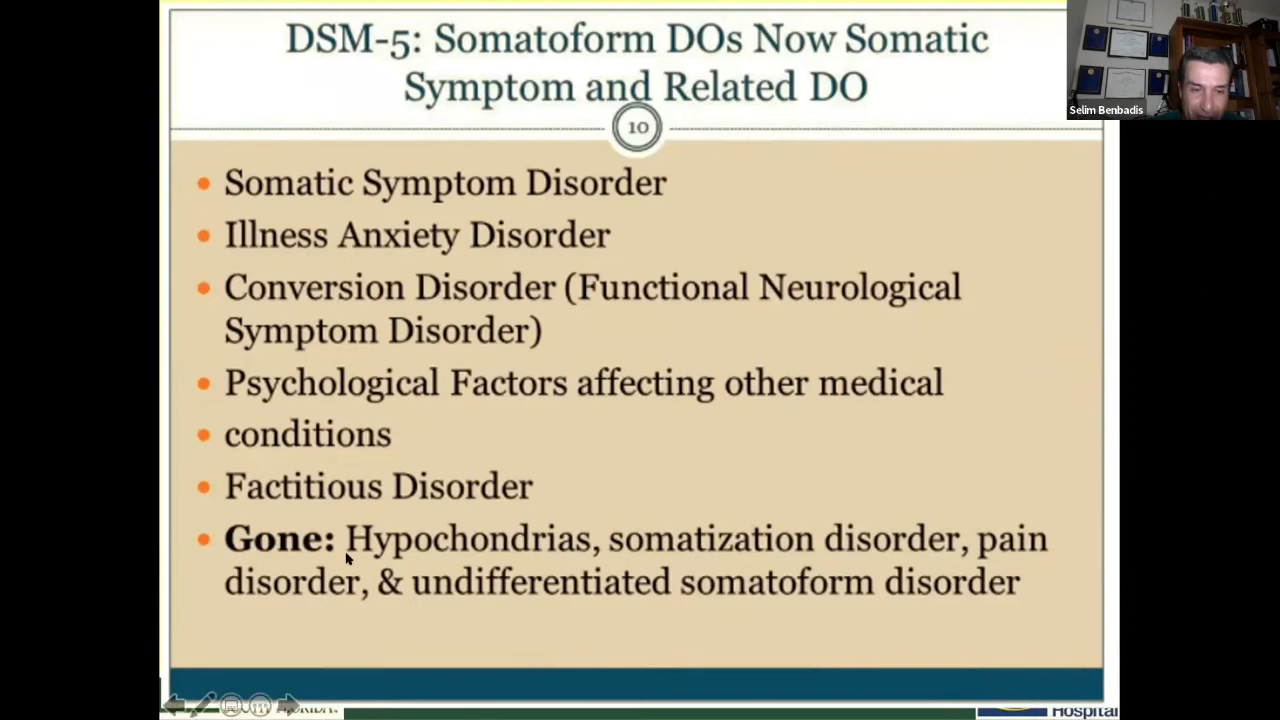 DSM-5: Somatoform DOs Now Somatic
Symptom and Related DO
10
Selim Benbadis
• Somatic Symptom Disorder
• Illness Anxiety Disorder
• Conversion Disorder (Functional Neurological
Symptom Disorder)
• Psychological Factors affecting other medical
• conditions
• Factitious Disorder
• Gone: Hypochondrias, somatization disorder, pain
disorder, & undifferentiated somatoform disorder
Hospital